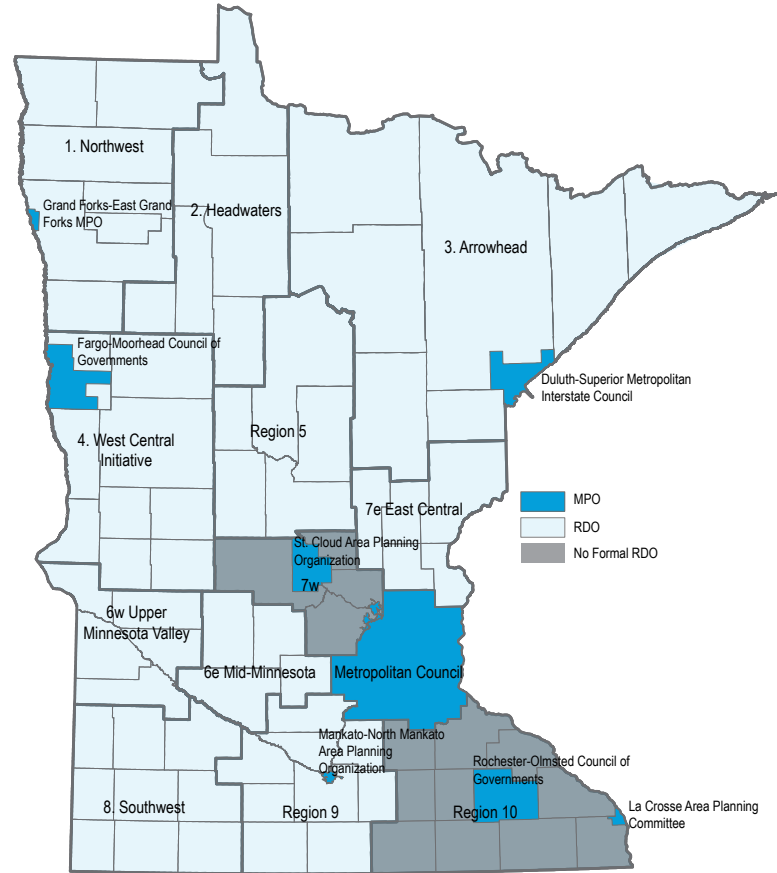 1. Northwest
Grand Forks-East Grand
Forks MPO
2. Headwaters
3. Arrowhead
Fargo-Moorhead Council of
Governments
Duluth-Superior Metropolitan
Interstate Council
4. West Central
Initiative
Region 5
7e East Central
MPO
RDO
No Formal RDO
St. Cloud Area Planning
Organization
7w
6w Upper
Minnesota Valley
6e Mid-Minnesota
Metropolitan Council
Mankato-North Mankato
Area Planning
Organization
Rochester-Olmsted Council of
Governments
8. Southwest
Region 9
Region 10
La Crosse Area Planning
Committee